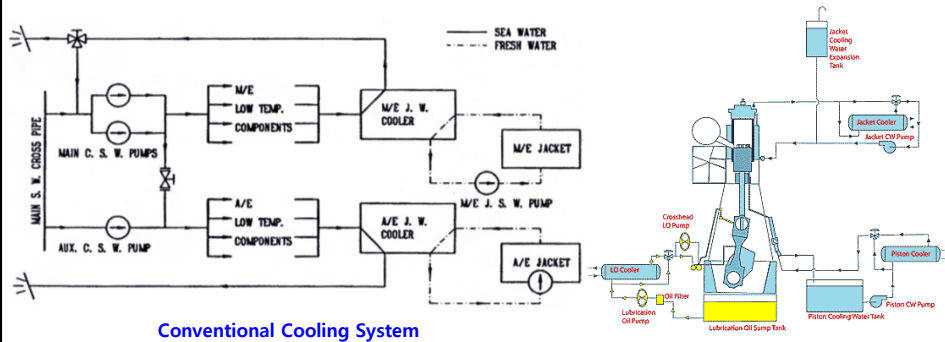 SEA WATER
FRESH WATER
M/E
LOW TEMP.
COMPONENTS
M/E J. W.
COOLER
M/E JACKET
MAIN S. W. CROSS PIPE
MAIN C. S. W. PUMPS
M/E J. S. W. PUMP
A/E
LOW TEMP.
COMPONENTS
A/E J. W.
COOLER
A/E JACKET
AUX. C. S. W. PUMP
Conventional Cooling System
Jacket
Cooling
Water
Expansion
Tank
Jacket Cooler
Jacket CW Pump
Crosshead
LO Pump
LO Cooler
Oil Filter
Lubrication
Oil Pump
Lubrication Oil Sump Tank
Piston Cooler
Piston CW Pump
Piston Cooling Water Tank